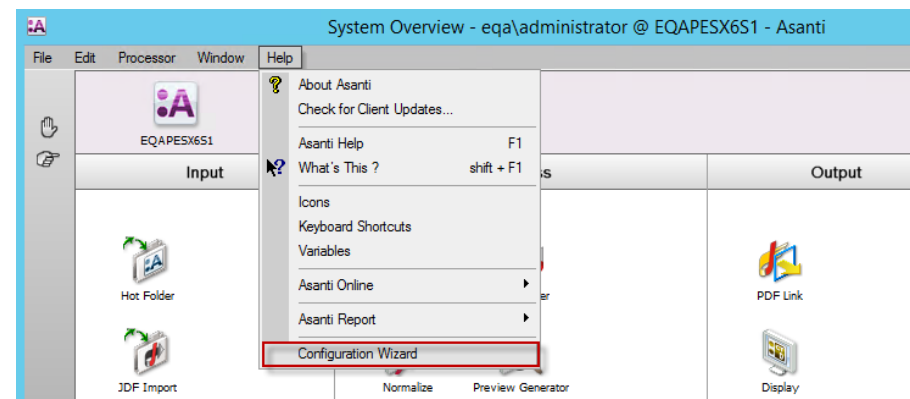 :A
System Overview - eqa\administrator @ EQAPESX6S1 - Asanti
File Edit Processor Window Help
About Asanti
Check for Client Updates...
:A
EQAPESX6S1
Asanti Help F1
What's This ? shift + F1
Input
ss
Output
Icons
Keyboard Shortcuts
Variables
:A
Asanti Online
Hot Folder
er
PDF Link
Asanti Report
Configuration Wizard
JDF Import
Normalize
Preview Generator
Display